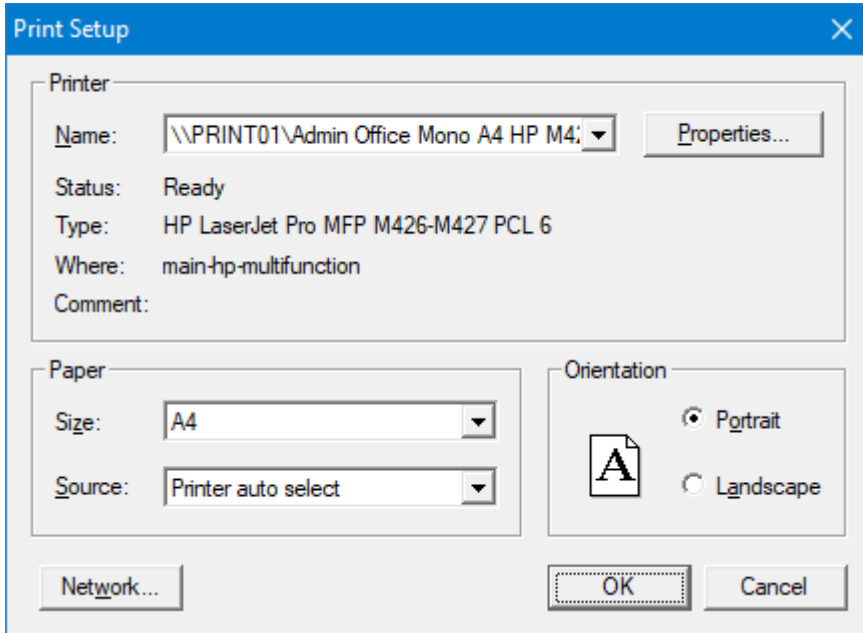 Print Setup
Printer
Name: \\PRINT01\Admin Office Mono A4 HP M42 Properties...
Status: Ready
Type: HP LaserJet Pro MFP M426-M427 PCL 6
Where: main-hp-multifunction
Comment:
Paper
Size: A4
Source: Printer auto select
Orientation
A
Portrait
Landscape
Network... OK Cancel